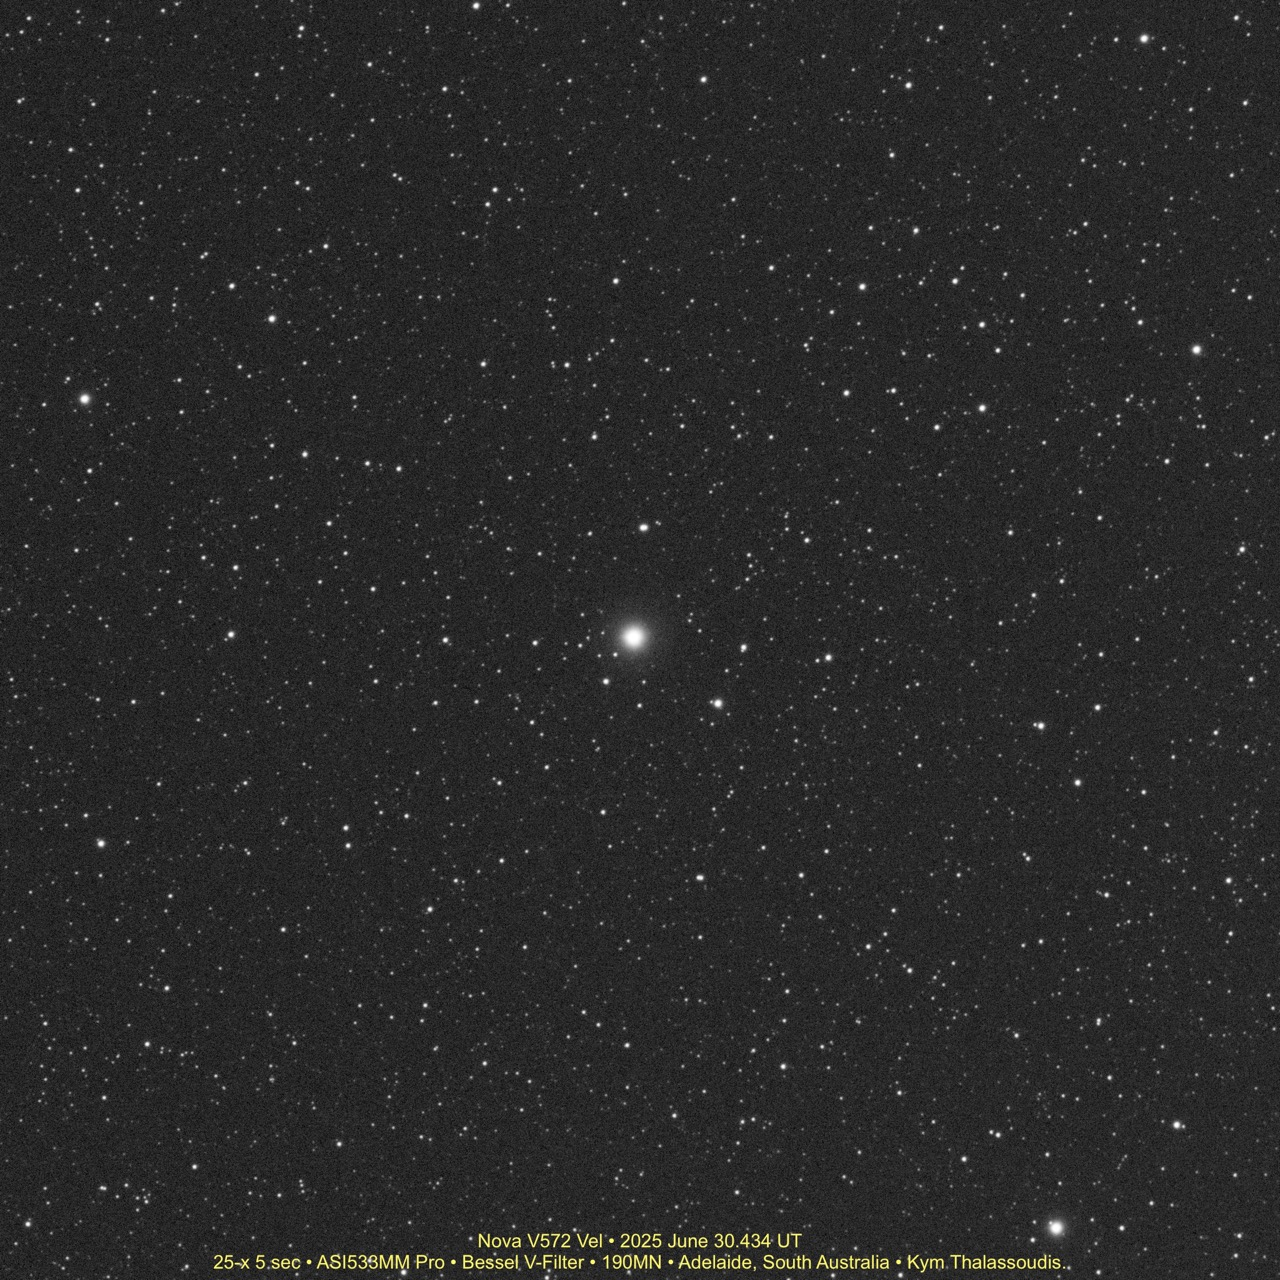 Nova V572 Vel • 2025 June 30.434 UT
25-x 5 sec • ASI533MM Pro • Bessel V-Filter • 190MN • Adelaide, South Australia • Kym Thalassoudis..